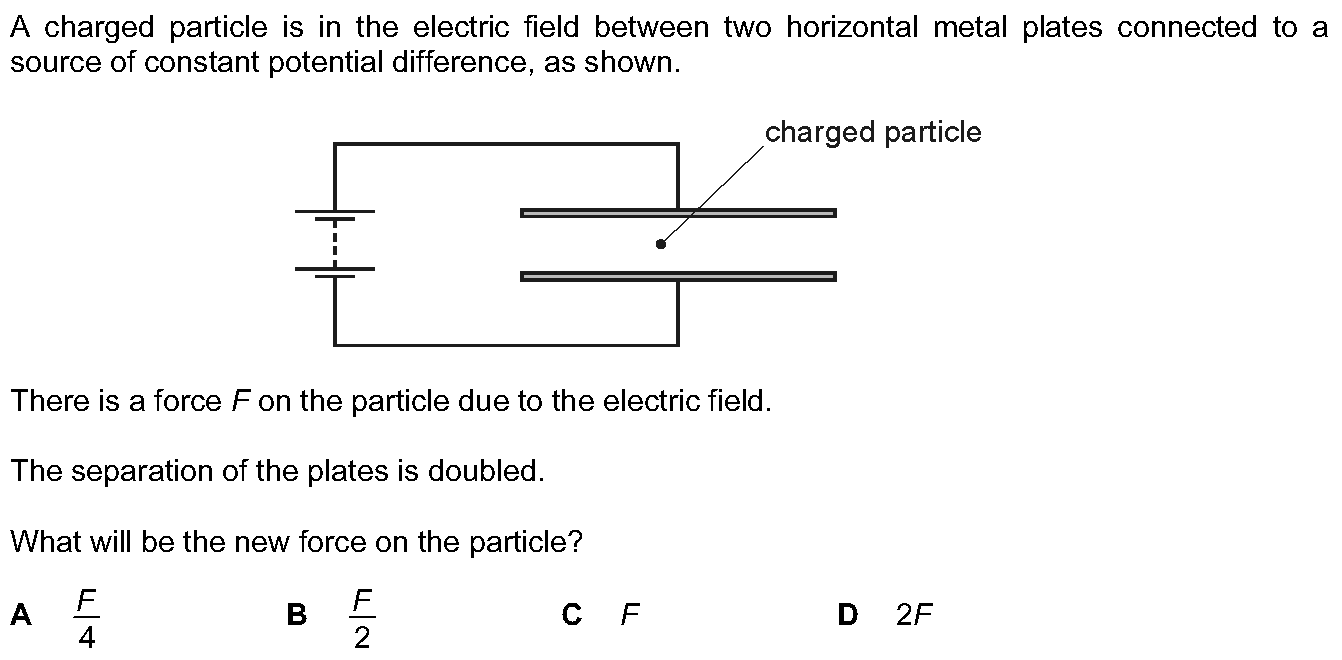 A charged particle is in the electric field between two horizontal metal plates connected to a
source of constant potential difference, as shown.
charged particle
There is a force F on the particle due to the electric field.
The separation of the plates is doubled.
What will be the new force on the particle?
A F/4 B F/2 C F D 2F